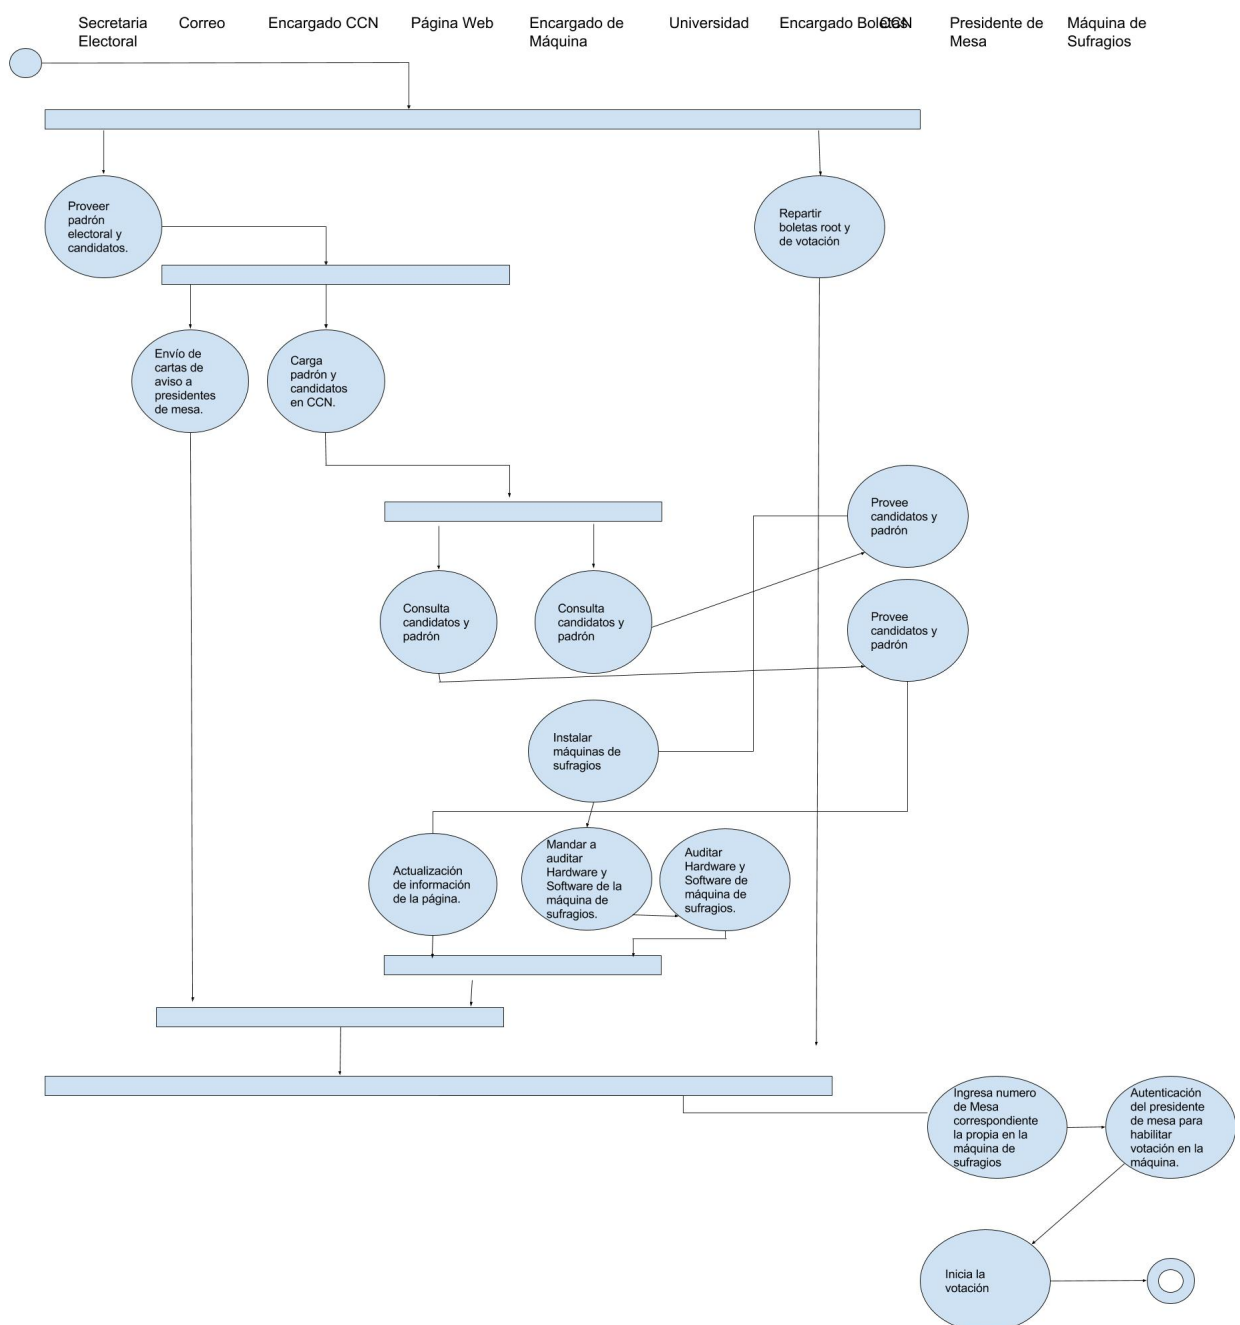 Secretaria
Electoral
Correo
Encargado CCN
Página Web
Encargado de
Máquina
Universidad
Encargado Boletas
CCN
Presidente de
Mesa
Máquina de
Sufragios
Proveer
padrón
electoral y
candidatos.
Repartir
boletas root y
de votación
Envío de
cartas de
aviso a
presidentes
de mesa.
Carga
padrón y
candidatos
en CCN.
Provee
candidatos y
padrón
Consulta
candidatos y
padrón
Consulta
candidatos y
padrón
Provee
candidatos y
padrón
Instalar
máquinas de
sufragios
Actualización
de información
de la página.
Mandar a
auditar
Hardware y
Software de la
máquina de
sufragios.
Auditar
Hardware y
Software de
máquina de
sufragios.
Ingresa numero
de Mesa
correspondiente
la propia en la
máquina de
sufragios
Autenticación
del presidente
de mesa para
habilitar
votación en la
máquina.
Inicia la
votación